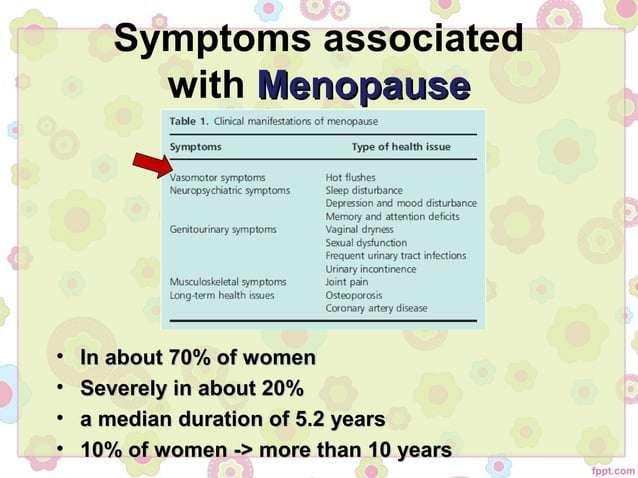 Symptoms associated
with Menopause
Table 1. Clinical manifestations of menopause
Symptoms Type of health issue
Vasomotor symptoms Hot flushes
Neuropsychiatric symptoms Sleep disturbance
Depression and mood disturbance
Memory and attention deficits
Genitourinary symptoms Vaginal dryness
Sexual dysfunction
Frequent urinary tract infections
Urinary incontinence
Musculoskeletal symptoms Joint pain
Long-term health issues Osteoporosis
Coronary artery disease
• In about 70% of women
• Severely in about 20%
• a median duration of 5.2 years
• 10% of women -> more than 10 years
fppt.com